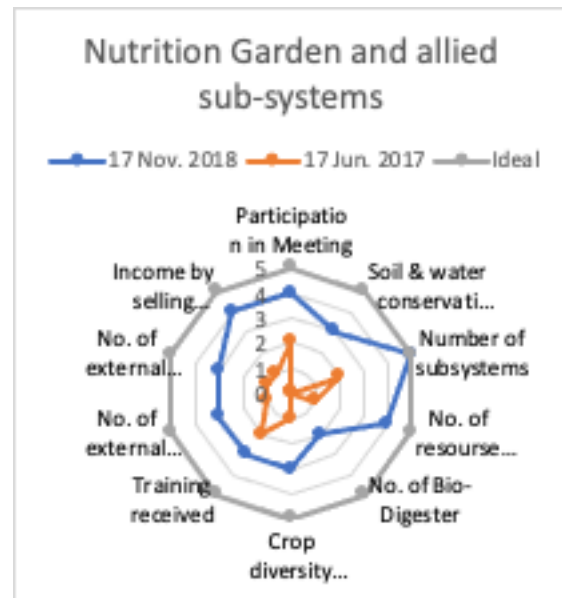 Nutrition Garden and allied
sub-systems
17 Nov. 2018
17 Jun. 2017
Ideal
Participatio
n in Meeting
Soil & water
conservati...
Number of
subsystems
No. of
resourse...
No. of Bio-
Digester
Crop
diversity...
Training
received
No. of
external...
No. of
external...
Income by
selling...
5
4
3
2
1
0